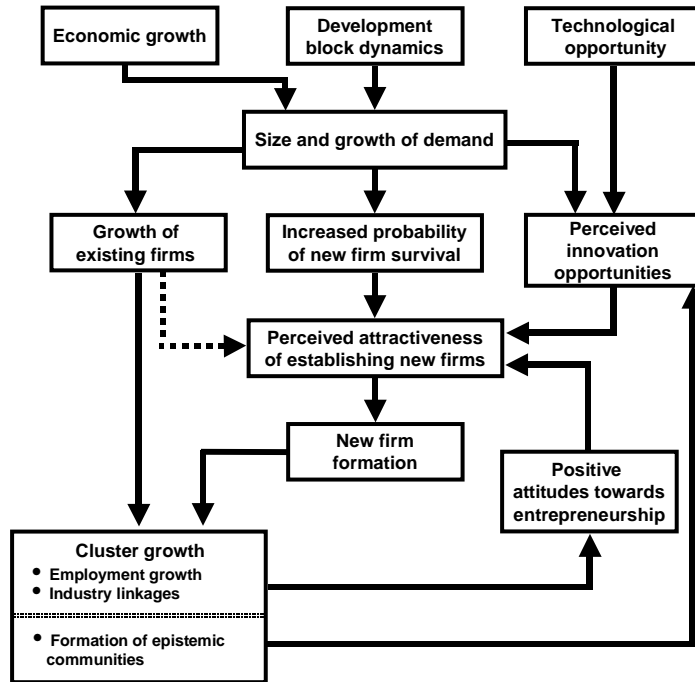 Economic growth
Development
block dynamics
Technological
opportunity
Size and growth of demand
Growth of
existing firms
Increased probability
of new firm survival
Perceived
innovation
opportunities
Perceived attractiveness
of establishing new firms
New firm
formation
Positive
attitudes towards
entrepreneurship
Cluster growth
• Employment growth
• Industry linkages
• Formation of epistemic
communities